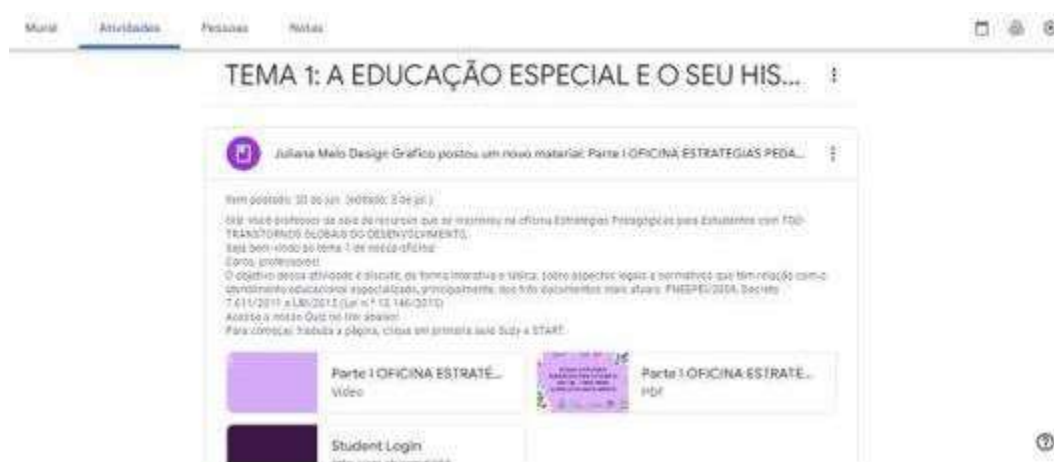 Mural Atividades Pessoas Notas
TEMA 1: A EDUCAÇÃO ESPECIAL E O SEU HIS...
Juliana Melo Design Gráfico postou um novo material: Parte I OFICINA ESTRATÉGIAS PEDA...
Item postado: 30 de jun. (editado: 3 de jul.)
Olá! Você professor da sala de recursos que se inscreveu na oficina Estratégias Pedagógicas para Estudantes com TGD-
TRANSTORNOS GLOBAIS DO DESENVOLVIMENTO.
Seja bem-vindo ao tema 1 de nossa oficina!
Caros, professores!
O objetivo dessa atividade é discutir, de forma interativa e lúdica, sobre aspectos legais e normativos que têm relação com o
atendimento educacional especializado, principalmente, dos três documentos mais atuais: PNEEPEI/2008, Decreto
7.611/2011 e LBI/2015 (Lei n.º 13.146/2015)
Acesse o nosso Quiz no link abaixo!
Para começar, traduza a página, clique em primeira aula Suzy e START.
Parte I OFICINA ESTRATÉ...
Vídeo
Parte I OFICINA ESTRATÉ...
PDF
Student Login